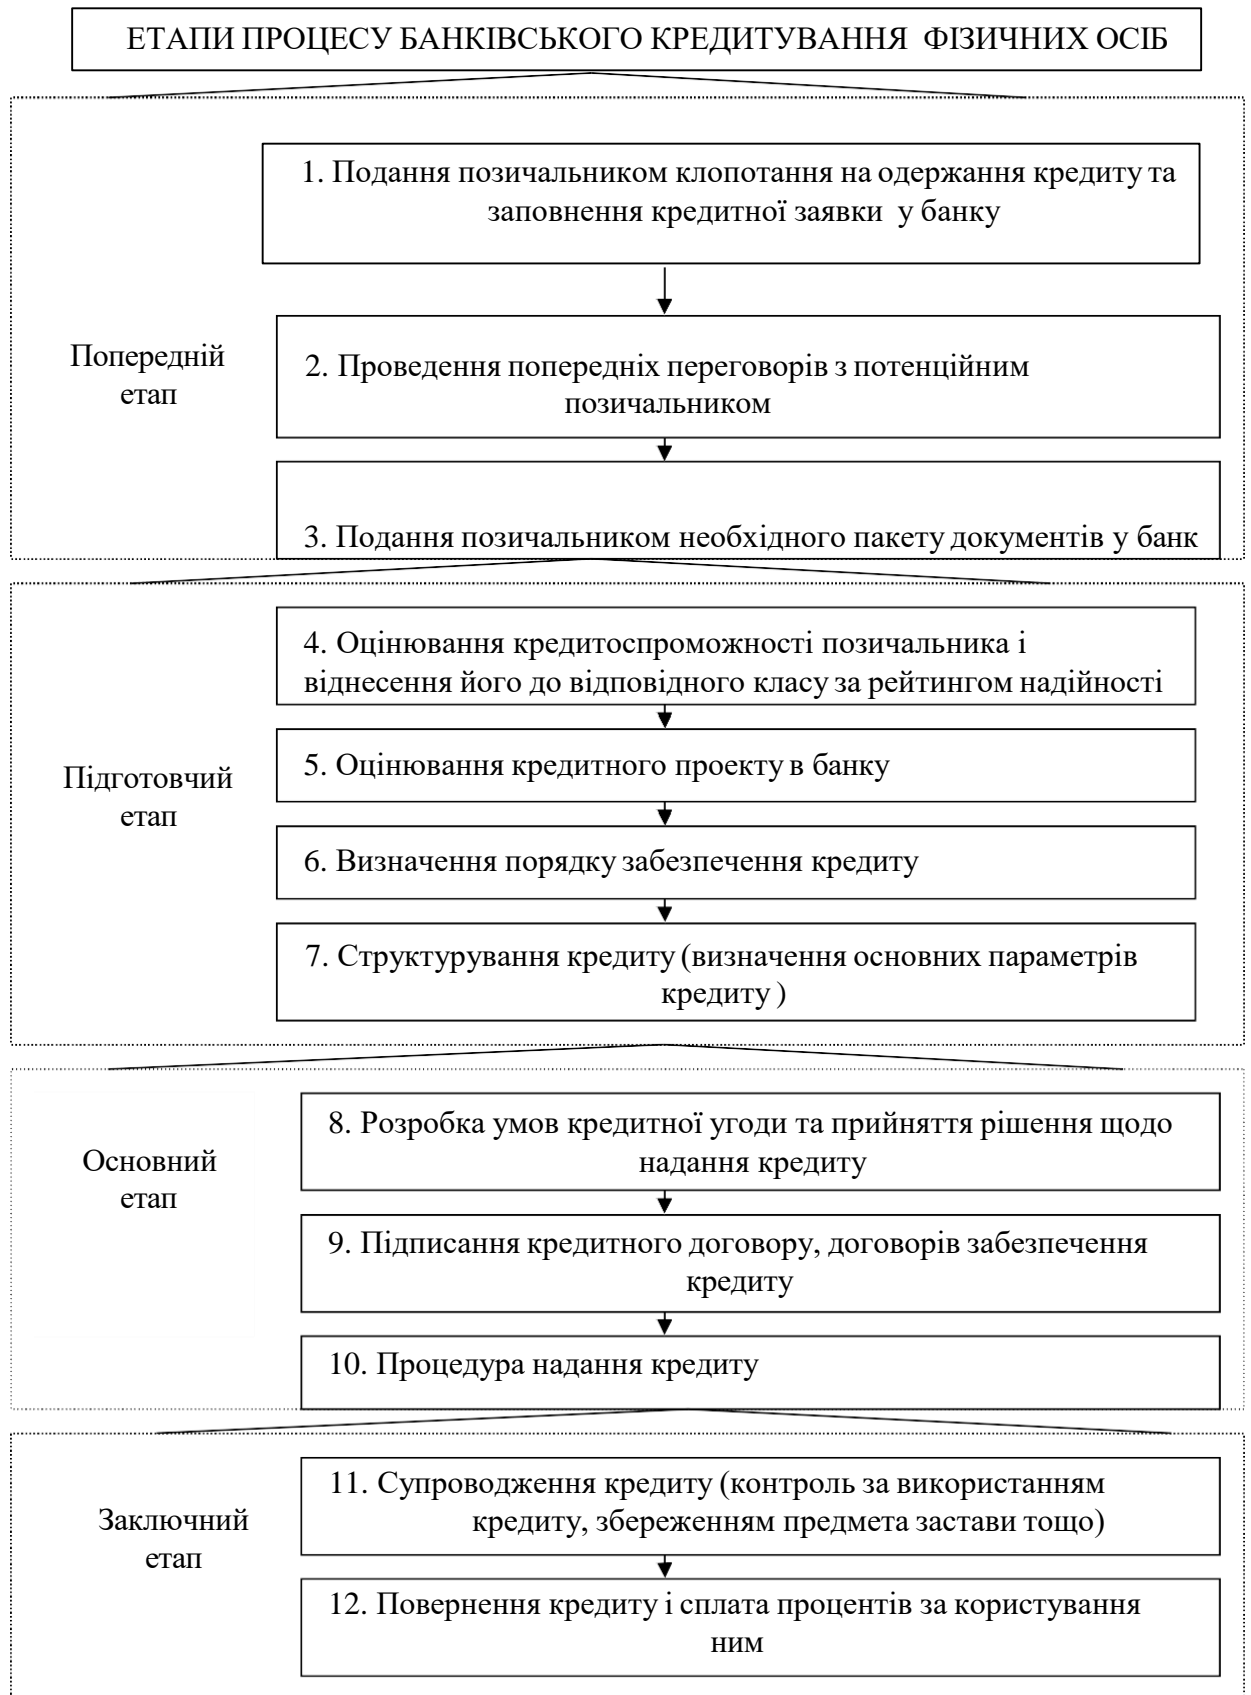 ЕТАПИ ПРОЦЕСУ БАНКІВСЬКОГО КРЕДИТУВАННЯ ФІЗИЧНИХ ОСІБ
1. Подання позичальником клопотання на одержання кредиту та
заповнення кредитної заявки у банку
Попередній
етап
2. Проведення попередніх переговорів з потенційним
позичальником
3. Подання позичальником необхідного пакету документів у банк
4. Оцінювання кредитоспроможності позичальника і
віднесення його до відповідного класу за рейтингом надійності
Підготовчий
етап
5. Оцінювання кредитного проекту в банку
6. Визначення порядку забезпечення кредиту
7. Структурування кредиту (визначення основних параметрів
кредиту )
Основний
етап
8. Розробка умов кредитної угоди та прийняття рішення щодо
надання кредиту
9. Підписання кредитного договору, договорів забезпечення
кредиту
10. Процедура надання кредиту
Заключний
етап
11. Супроводження кредиту (контроль за використанням
кредиту, збереженням предмета застави тощо)
12. Повернення кредиту і сплата процентів за користування
ним